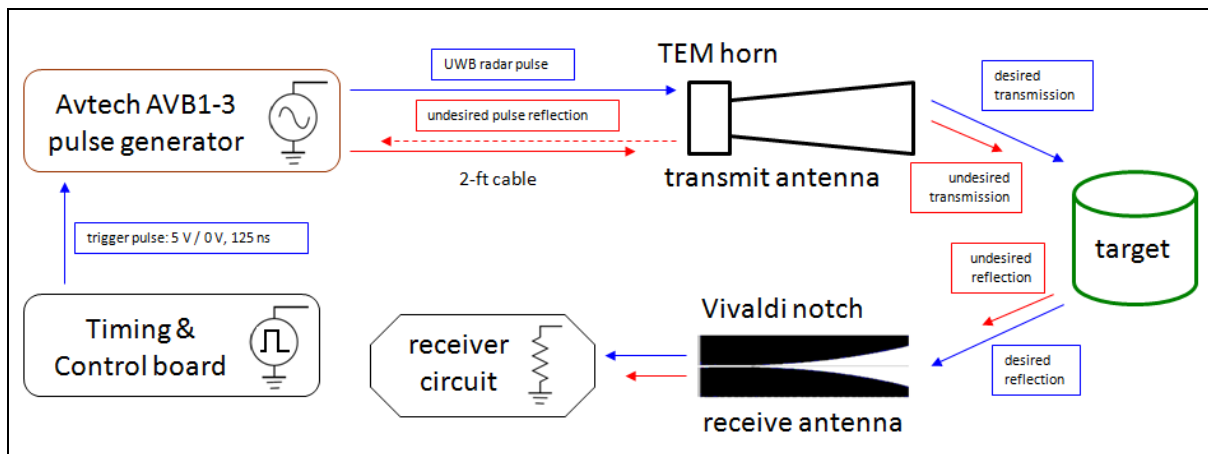 Avtech AVB1-3
pulse generator
UWB radar pulse
undesired pulse reflection
2-ft cable
TEM horn
transmit antenna
desired
transmission
undesired
transmission
trigger pulse: 5 V / 0 V, 125 ns
target
undesired
reflection
desired
reflection
Timing &
Control board
receiver
circuit
Vivaldi notch
receive antenna